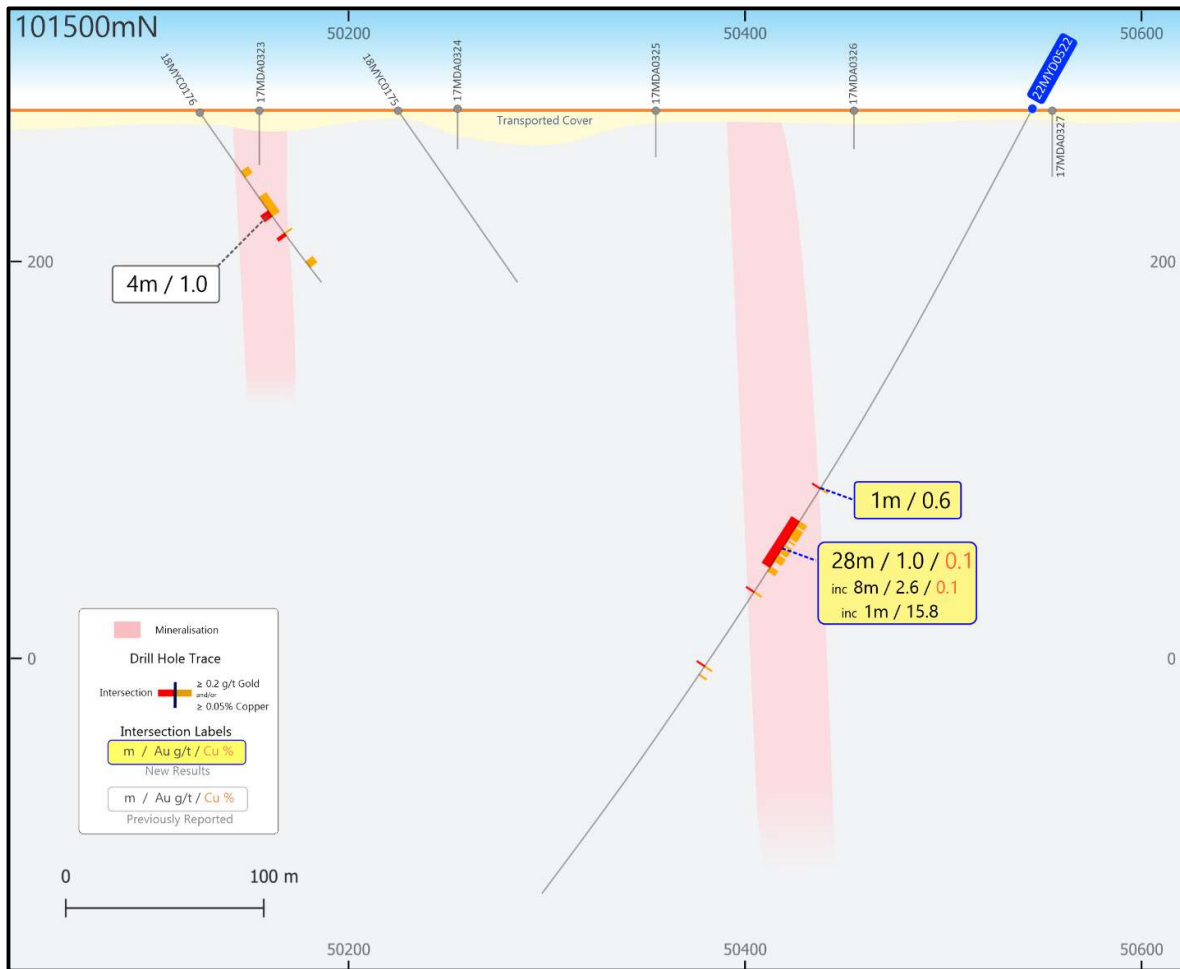 101500mN
50200
50400
50600
18MYC0176
17MDA0323
18MYC0175
17MDA0324
17MDA0325
17MDA0326
22MYD0522
17MDA0327
Transported Cover
200
200
4m / 1.0
1m / 0.6
28m / 1.0 / 0.1
inc 8m / 2.6 / 0.1
inc 1m / 15.8
0
0
Mineralisation
Drill Hole Trace
Intersection
≥ 0.2 g/t Gold
and/or
≥ 0.05% Copper
Intersection Labels
m / Au g/t / Cu %
New Results
m / Au g/t / Cu %
Previously Reported
0 100 m
50200
50400
50600